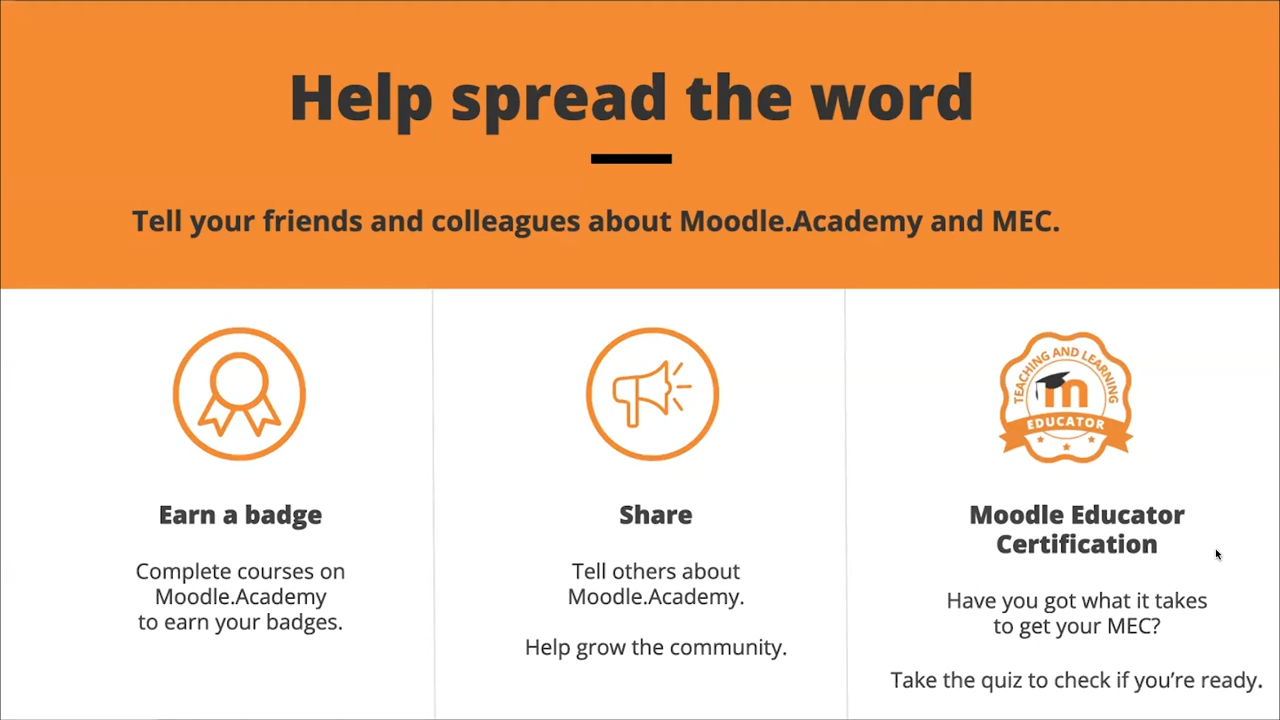 Help spread the word
Tell your friends and colleagues about Moodle.Academy and MEC.
Earn a badge
Complete courses on
Moodle.Academy
to earn your badges.
Share
Tell others about
Moodle.Academy.
Help grow the community.
TEACHING AND LEARNING
m
EDUCATOR
Moodle Educator
Certification
Have you got what it takes
to get your MEC?
Take the quiz to check if you’re ready.